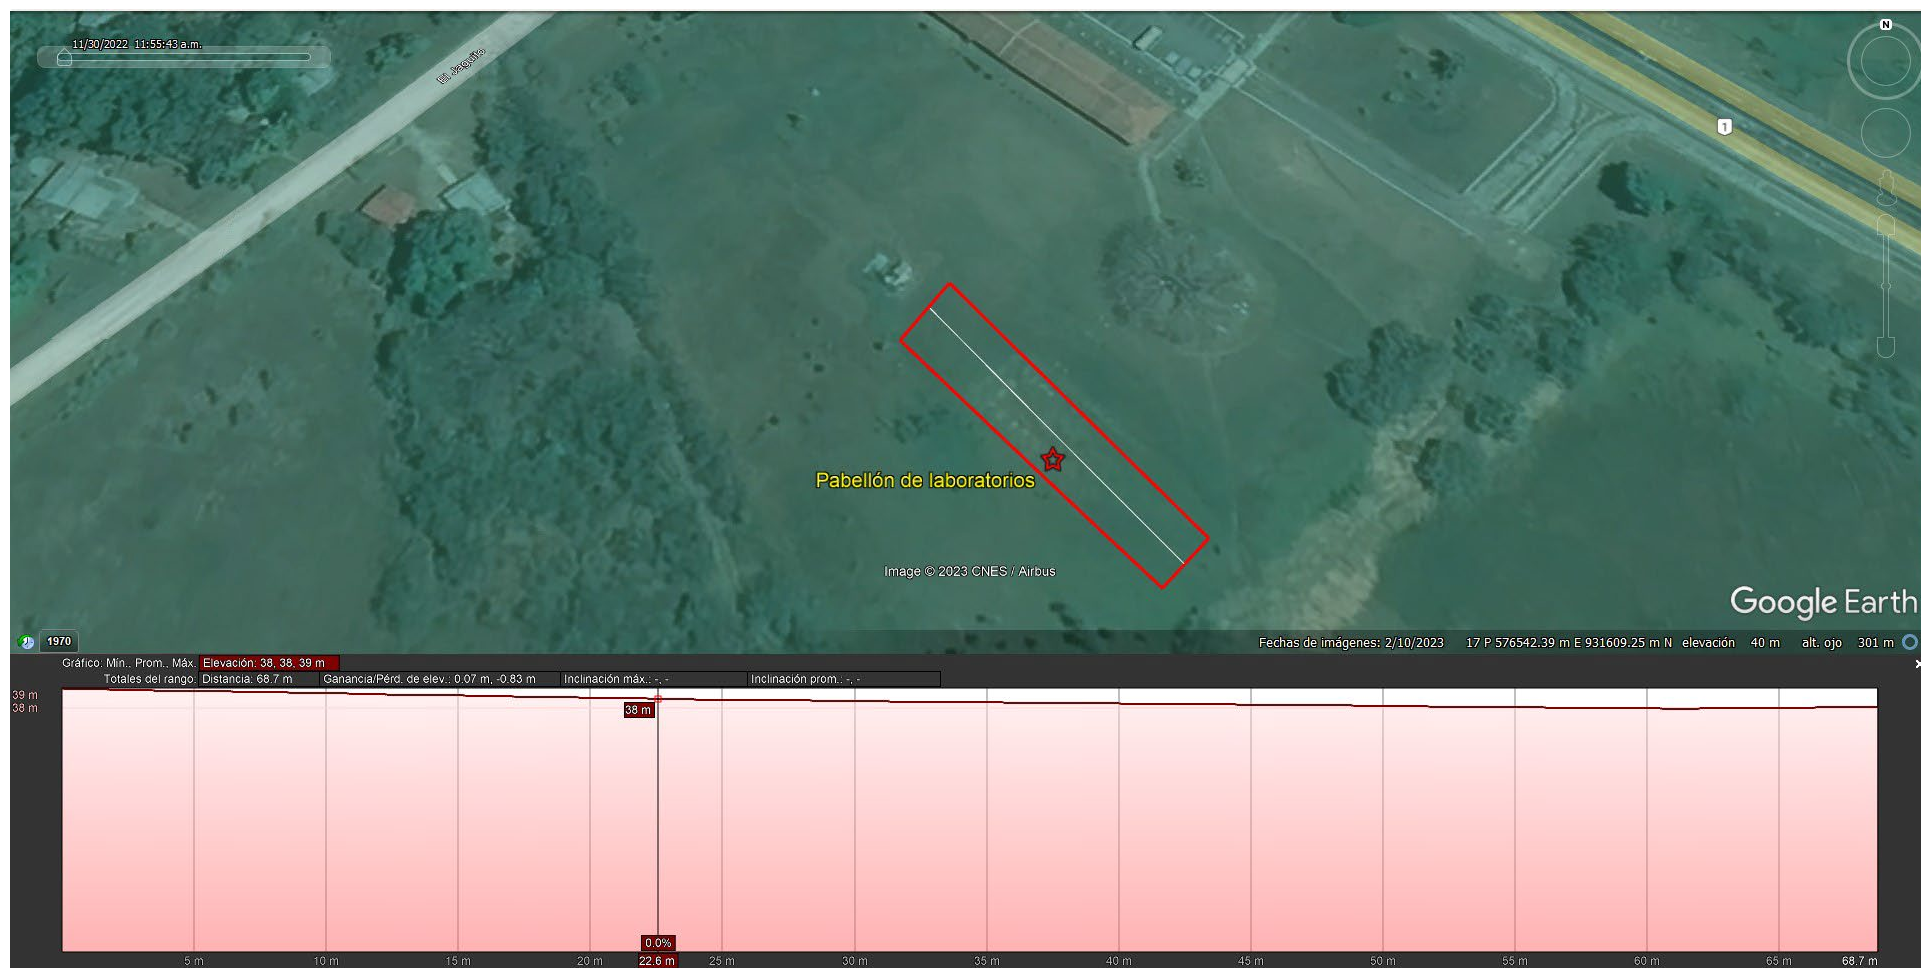 N
11/30/2022 11:55:43 a.m.
El Jaguito
1
Pabellón de laboratorios
Image © 2023 CNES / Airbus
Google Earth
1970
Fechas de imágenes: 2/10/2023 17 P 576542.39 m E 931609.25 m N elevación 40 m alt. ojo 301 m
Gráfico: Mín., Prom., Máx. Elevación: 38, 38, 39 m
Totales del rango: Distancia: 68.7 m Ganancia/Pérd. de elev.: 0.07 m, -0.83 m Inclinación máx.: -, - Inclinación prom.: -, -
39 m
38 m
38 m
0.0%
5 m 10 m 15 m 20 m 22.6 m 25 m 30 m 35 m 40 m 45 m 50 m 55 m 60 m 65 m 68.7 m